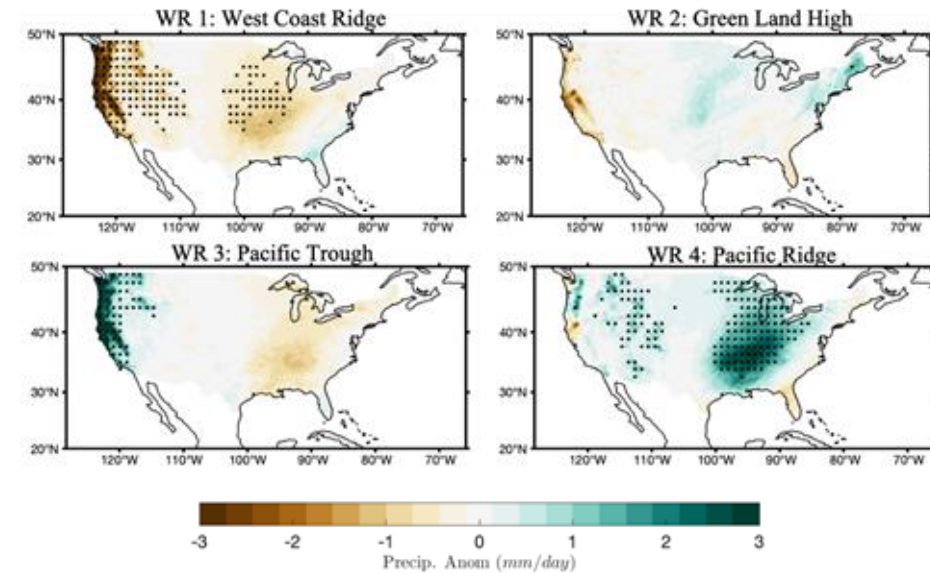 WR 1: West Coast Ridge
WR 2: Green Land High
50°N
40°N
30°N
20°N
120°W 110°W 100°W 90°W 80°W 70°W
50°N
40°N
30°N
20°N
120°W 110°W 100°W 90°W 80°W 70°W
WR 3: Pacific Trough
WR 4: Pacific Ridge
50°N
40°N
30°N
20°N
120°W 110°W 100°W 90°W 80°W 70°W
50°N
40°N
30°N
20°N
120°W 110°W 100°W 90°W 80°W 70°W
-3 -2 -1 0 1 2 3
Precip. Anom (mm/day)